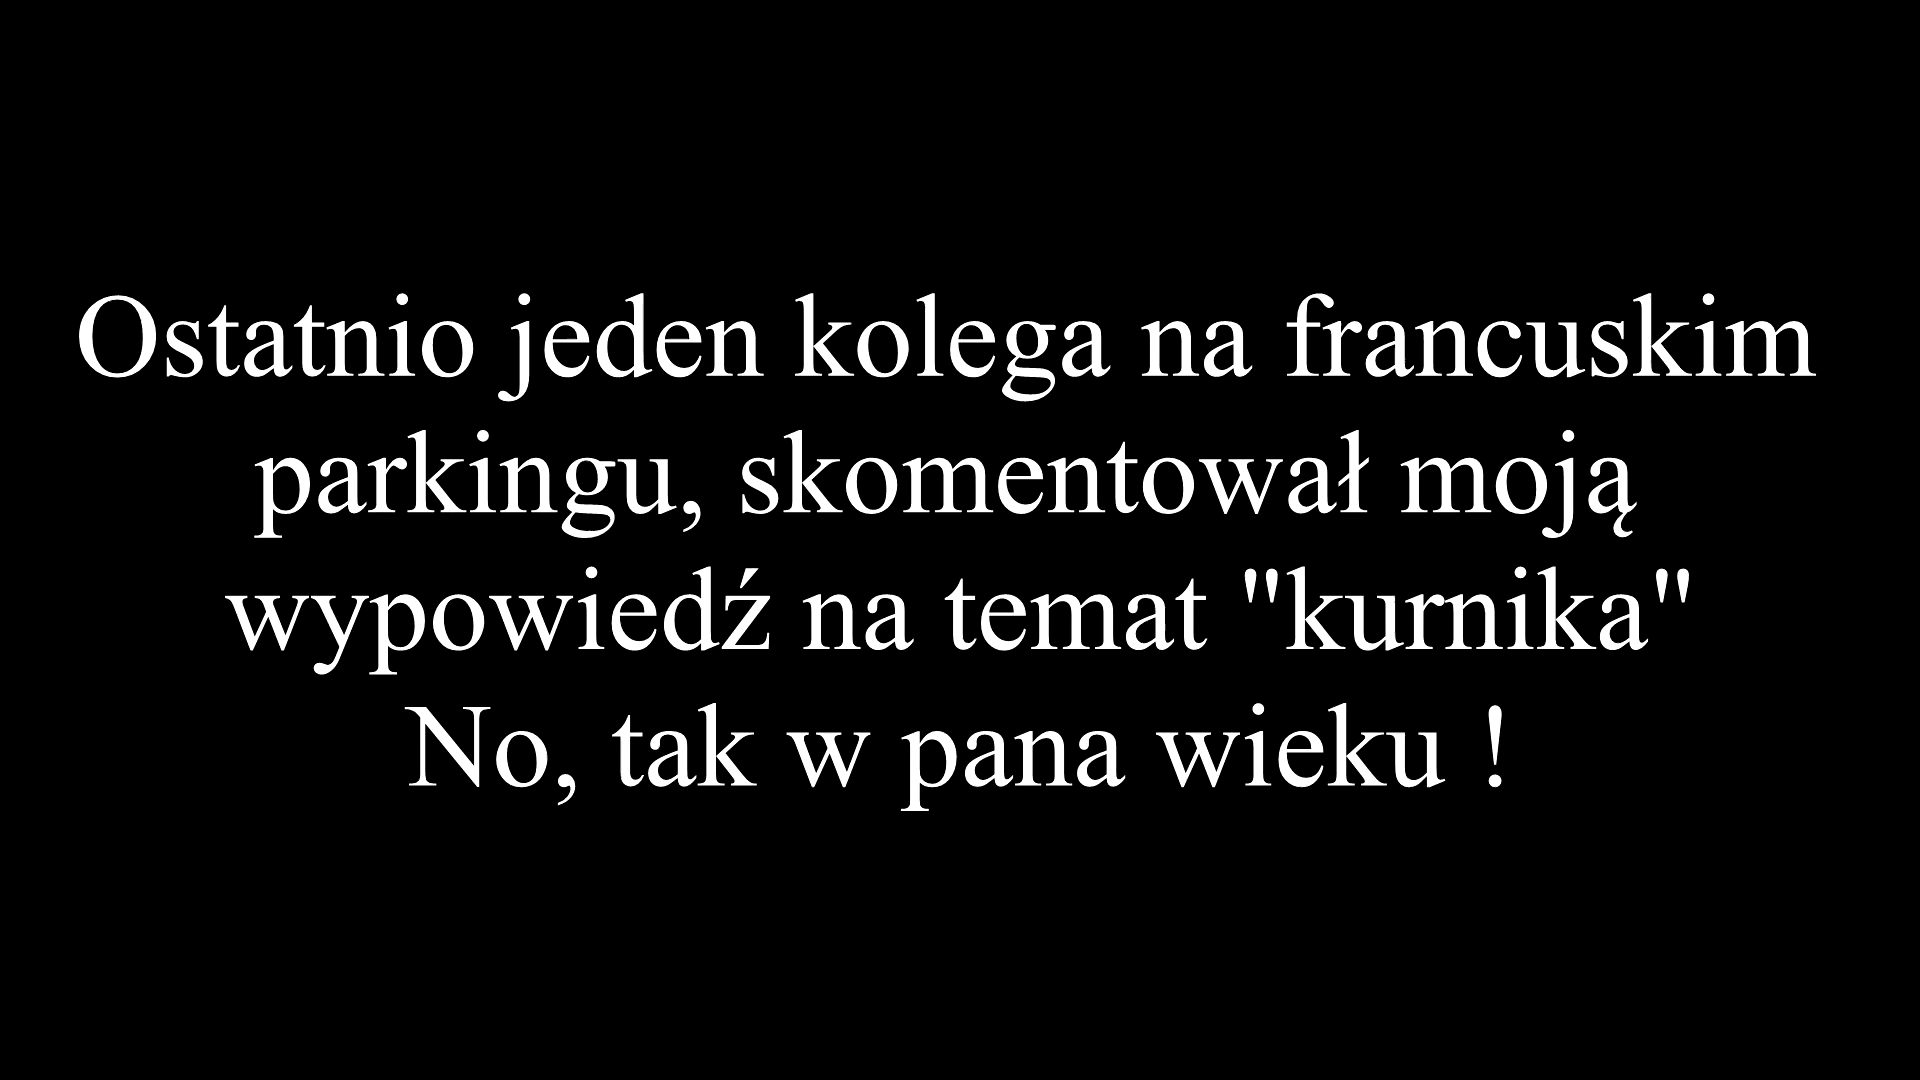 Ostatnio jeden kolega na francuskim
parkingu, skomentował moją
wypowiedź na temat "kurnika"
No, tak w pana wieku !